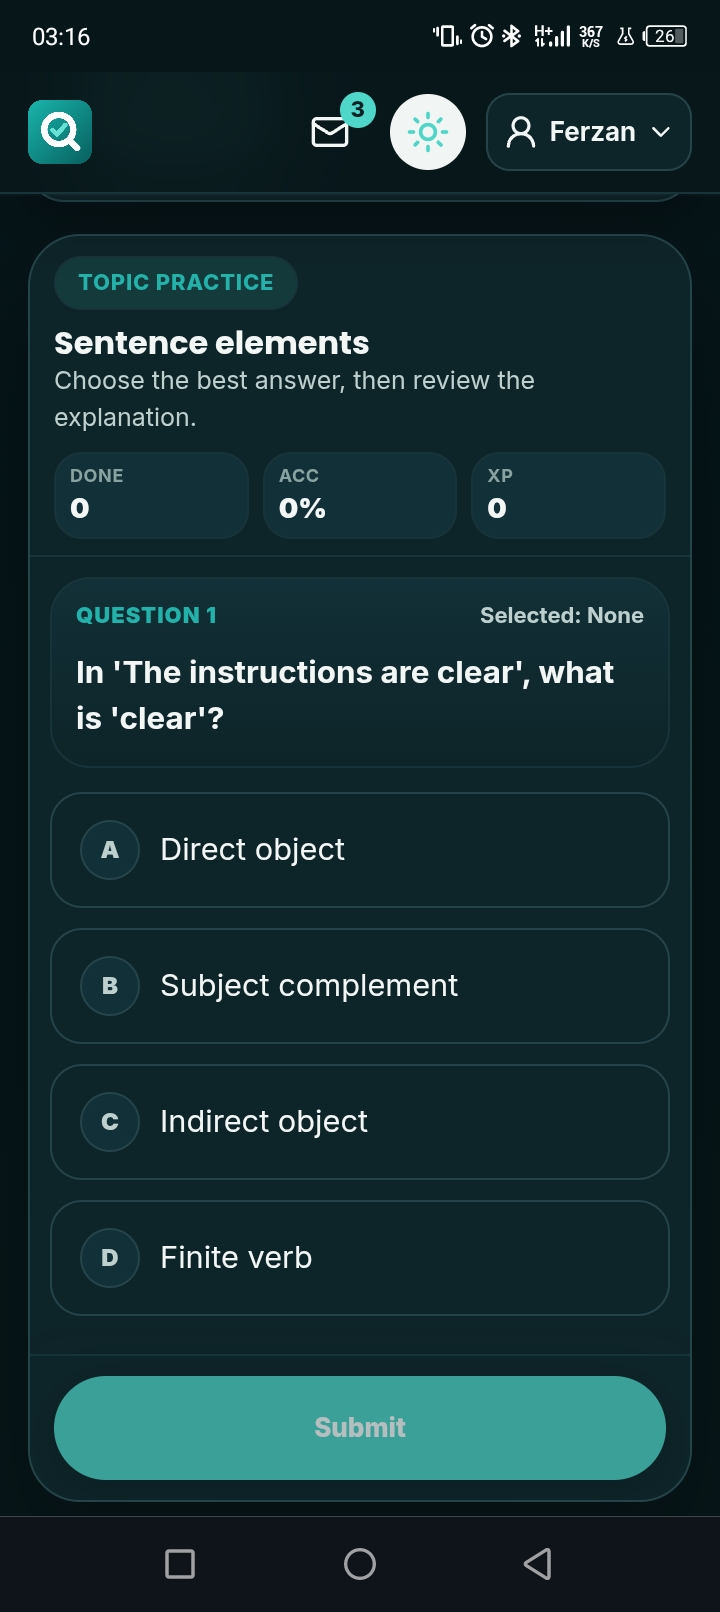 03:16
H+
367
K/S
26
3
Ferzan
TOPIC PRACTICE
Sentence elements
Choose the best answer, then review the
explanation.
DONE
0
ACC
0%
XP
0
QUESTION 1
Selected: None
In 'The instructions are clear', what
is 'clear'?
A
Direct object
B
Subject complement
C
Indirect object
D
Finite verb
Submit